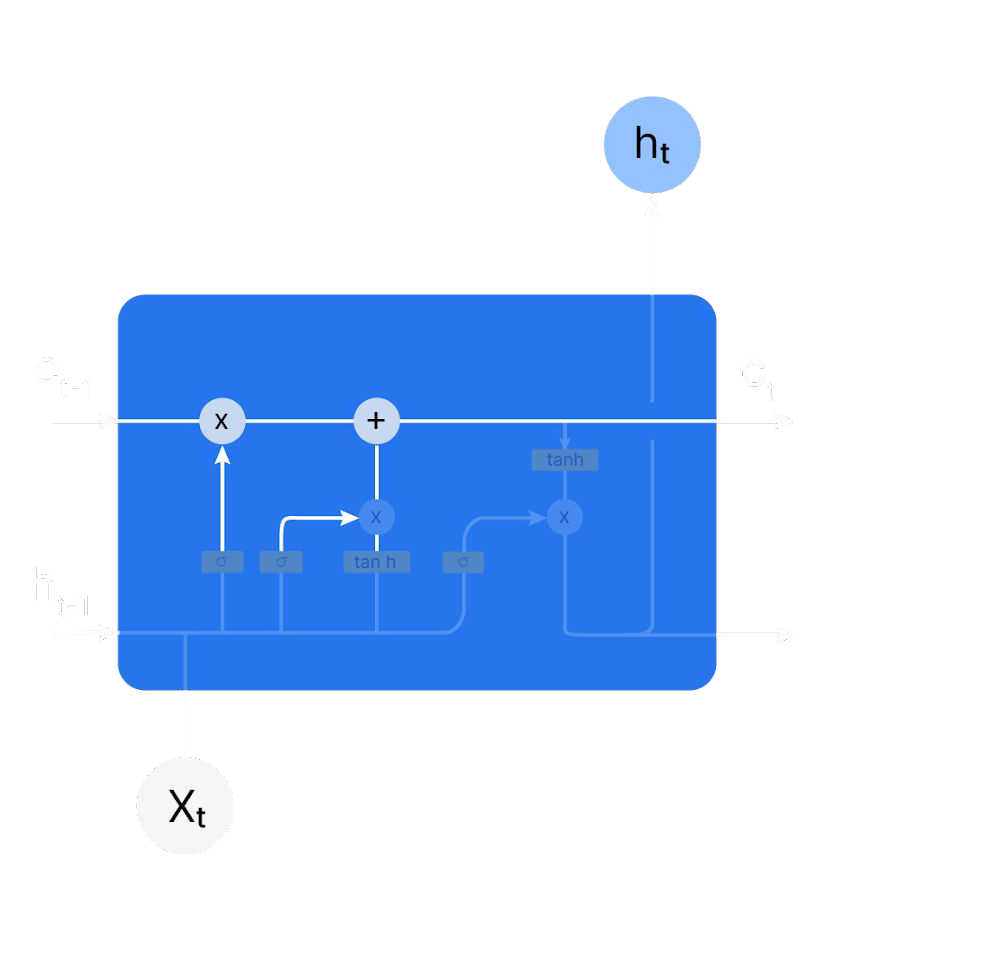 hₜ
Cₜ₋₁
Cₜ
x
+
tanh
x
x
σ
σ
tan h
σ
hₜ₋₁
Xₜ